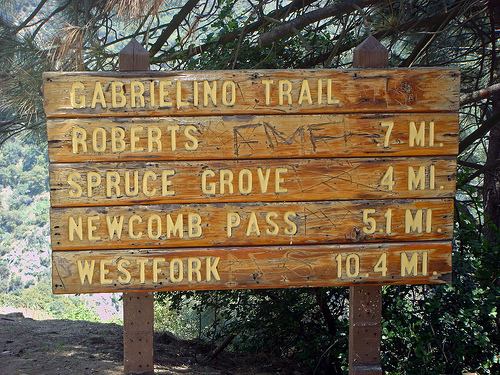 GABRIELINO TRAIL
ROBERTS' 7 MI.
SPRUCE GROVE 4 MI.
NEWCOMB PASS 5.1 MI.
WESTFORK 10.4 MI.